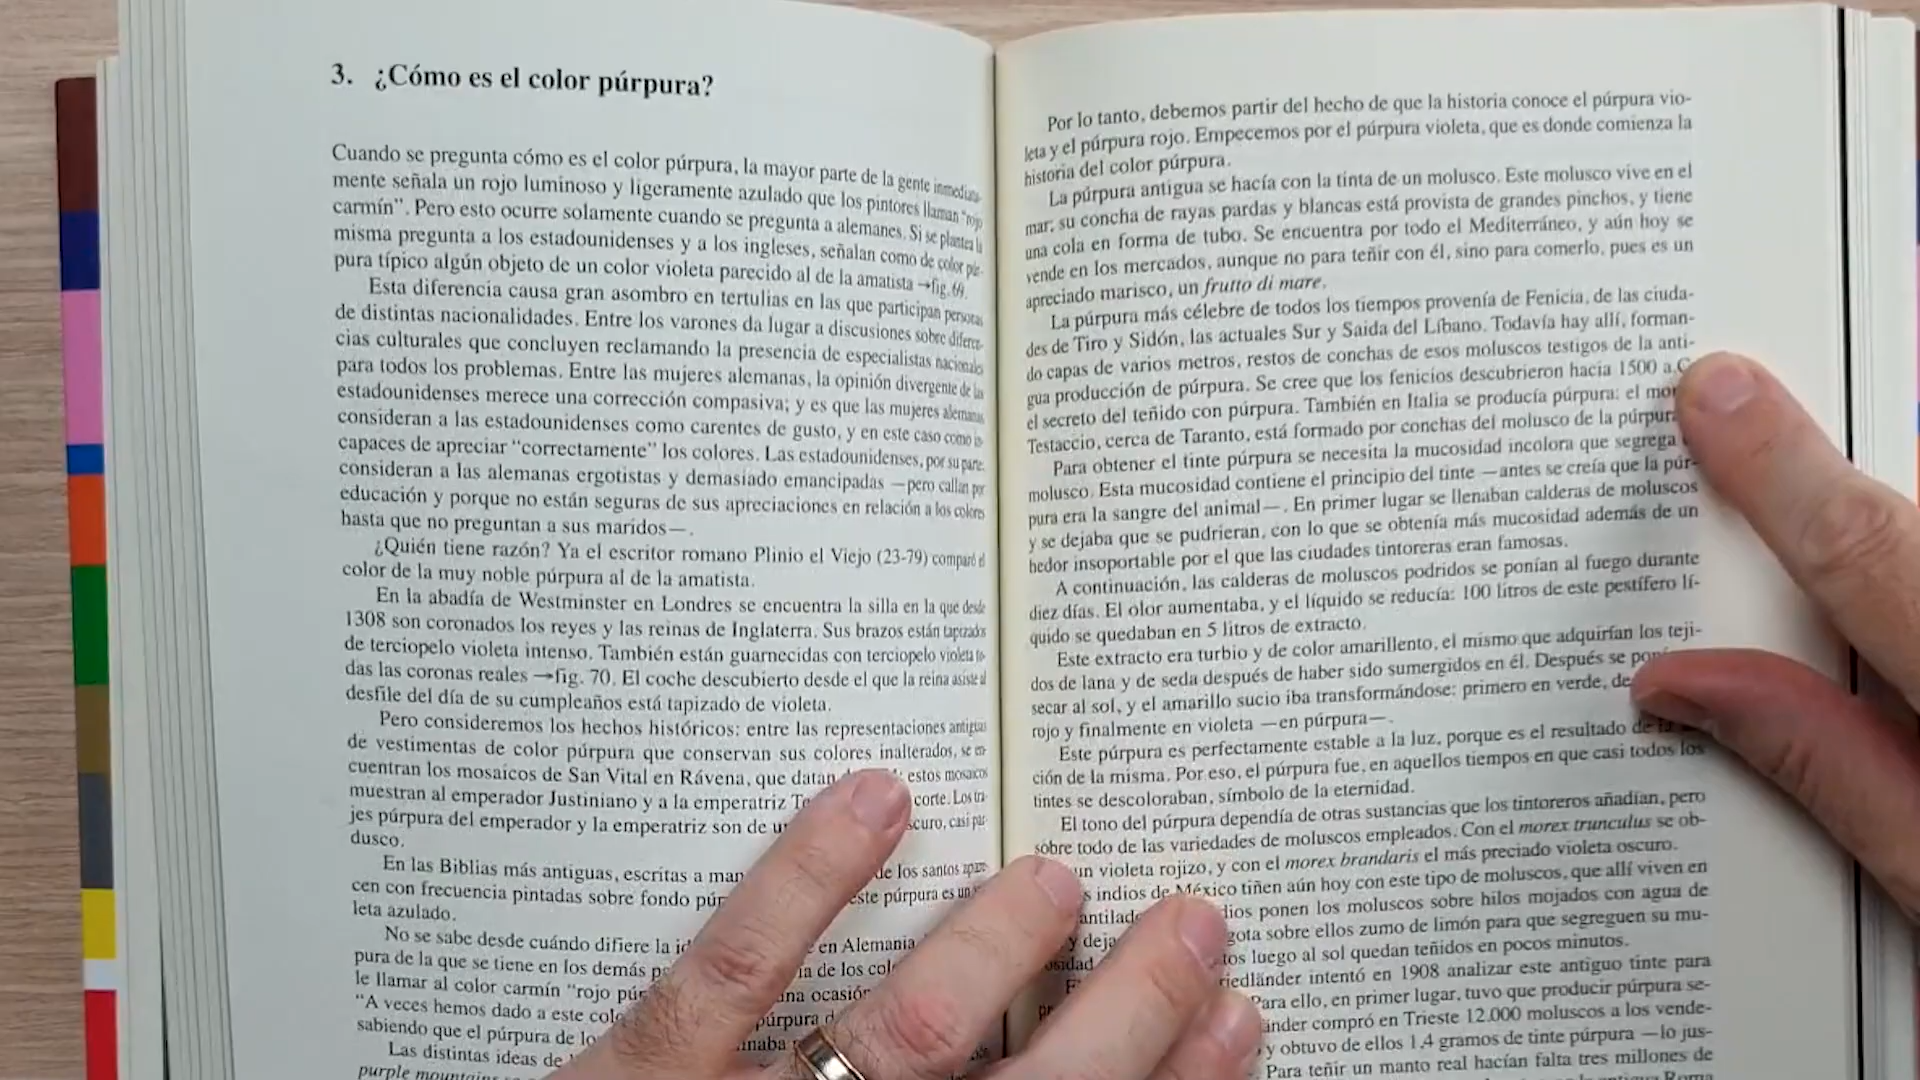 3. ¿Cómo es el color púrpura?
Cuando se pregunta cómo es el color púrpura, la mayor parte de la gente inmediata-
mente señala un rojo luminoso y ligeramente azulado que los pintores llaman “rojo
carmín”. Pero esto ocurre solamente cuando se pregunta a alemanes. Si se plantea la
misma pregunta a los estadounidenses y a los ingleses, señalan como de color púr-
pura típico algún objeto de un color violeta parecido al de la amatista →fig. 69.
Esta diferencia causa gran asombro en tertulias en las que participan personas
de distintas nacionalidades. Entre los varones da lugar a discusiones sobre diferen-
cias culturales que concluyen reclamando la presencia de especialistas nacionales
para todos los problemas. Entre las mujeres alemanas, la opinión divergente de las
estadounidenses merece una corrección compasiva; y es que las mujeres alemanas
consideran a las estadounidenses como carentes de gusto, y en este caso como in-
capaces de apreciar “correctamente” los colores. Las estadounidenses, por su parte,
consideran a las alemanas ergotistas y demasiado emancipadas —pero callan por
educación y porque no están seguras de sus apreciaciones en relación a los colores
hasta que no preguntan a sus maridos—.
¿Quién tiene razón? Ya el escritor romano Plinio el Viejo (23-79) comparó el
color de la muy noble púrpura al de la amatista.
En la abadía de Westminster en Londres se encuentra la silla en la que desde
1308 son coronados los reyes y las reinas de Inglaterra. Sus brazos están tapizados
de terciopelo violeta intenso. También están guarnecidas con terciopelo violeta to-
das las coronas reales →fig. 70. El coche descubierto desde el que la reina asiste al
desfile del día de su cumpleaños está tapizado de violeta.
Pero consideremos los hechos históricos: entre las representaciones antiguas
de vestimentas de color púrpura que conservan sus colores inalterados, se en-
cuentran los mosaicos de San Vital en Rávena, que datan estos mosaicos
muestran al emperador Justiniano y a la emperatriz corte. Los tra-
jes púrpura del emperador y la emperatriz son de casi par-
dusco.
En las Biblias más antiguas, escritas a de los santos apare-
cen con frecuencia pintadas sobre fondo este púrpura es un
leta azulado.
No se sabe desde cuándo difiere la en Alemania
pura de la que se tiene en los demás de los
le llamar al color carmín “rojo una ocasión
“A veces hemos dado a este púrpura
sabiendo que el púrpura de
Las distintas ideas de
purple
Por lo tanto, debemos partir del hecho de que la historia conoce el púrpura vio-
leta y el púrpura rojo. Empecemos por el púrpura violeta, que es donde comienza la
historia del color púrpura.
La púrpura antigua se hacía con la tinta de un molusco. Este molusco vive en el
mar; su concha de rayas pardas y blancas está provista de grandes pinchos, y tiene
una cola en forma de tubo. Se encuentra por todo el Mediterráneo, y aún hoy se
vende en los mercados, aunque no para teñir con él, sino para comerlo, pues es un
apreciado marisco, un frutto di mare.
La púrpura más célebre de todos los tiempos provenía de Fenicia, de las ciuda-
des de Tiro y Sidón, las actuales Sur y Saida del Líbano. Todavía hay allí, forman-
do capas de varios metros, restos de conchas de esos moluscos testigos de la anti-
gua producción de púrpura. Se cree que los fenicios descubrieron hacia 1500 a.C.
el secreto del teñido con púrpura. También en Italia se producía púrpura: el
Testaccio, cerca de Taranto, está formado por conchas del molusco de la púrpura
Para obtener el tinte púrpura se necesita la mucosidad incolora que segrega
molusco. Esta mucosidad contiene el principio del tinte —antes se creía que la púr-
pura era la sangre del animal—. En primer lugar se llenaban calderas de moluscos
y se dejaba que se pudrieran, con lo que se obtenía más mucosidad además de un
hedor insoportable por el que las ciudades tintoreras eran famosas.
A continuación, las calderas de moluscos podridos se ponían al fuego durante
diez días. El olor aumentaba, y el líquido se reducía: 100 litros de este pestífero lí-
quido se quedaban en 5 litros de extracto.
Este extracto era turbio y de color amarillento, el mismo que adquirían los teji-
dos de lana y de seda después de haber sido sumergidos en él. Después se
secar al sol, y el amarillo sucio iba transformándose: primero en verde,
rojo y finalmente en violeta —en púrpura—.
Este púrpura es perfectamente estable a la luz, porque es el resultado de la
ción de la misma. Por eso, el púrpura fue, en aquellos tiempos en que casi todos los
tintes se descoloraban, símbolo de la eternidad.
El tono del púrpura dependía de otras sustancias que los tintoreros añadían, pero
sobre todo de las variedades de moluscos empleados. Con el morex trunculus se ob-
un violeta rojizo, y con el morex brandaris el más preciado violeta oscuro.
indios de México tiñen aún hoy con este tipo de moluscos, que allí viven en
ponen los moluscos sobre hilos mojados con agua de
y gota sobre ellos zumo de limón para que segreguen su mu-
luego al sol quedan teñidos en pocos minutos.
intentó en 1908 analizar este antiguo tinte para
Para ello, en primer lugar, tuvo que producir púrpura se-
compró en Trieste 12.000 moluscos a los vende-
y obtuvo de ellos 1,4 gramos de tinte púrpura —lo jus-
Para teñir un manto real hacían falta tres millones de
Roma